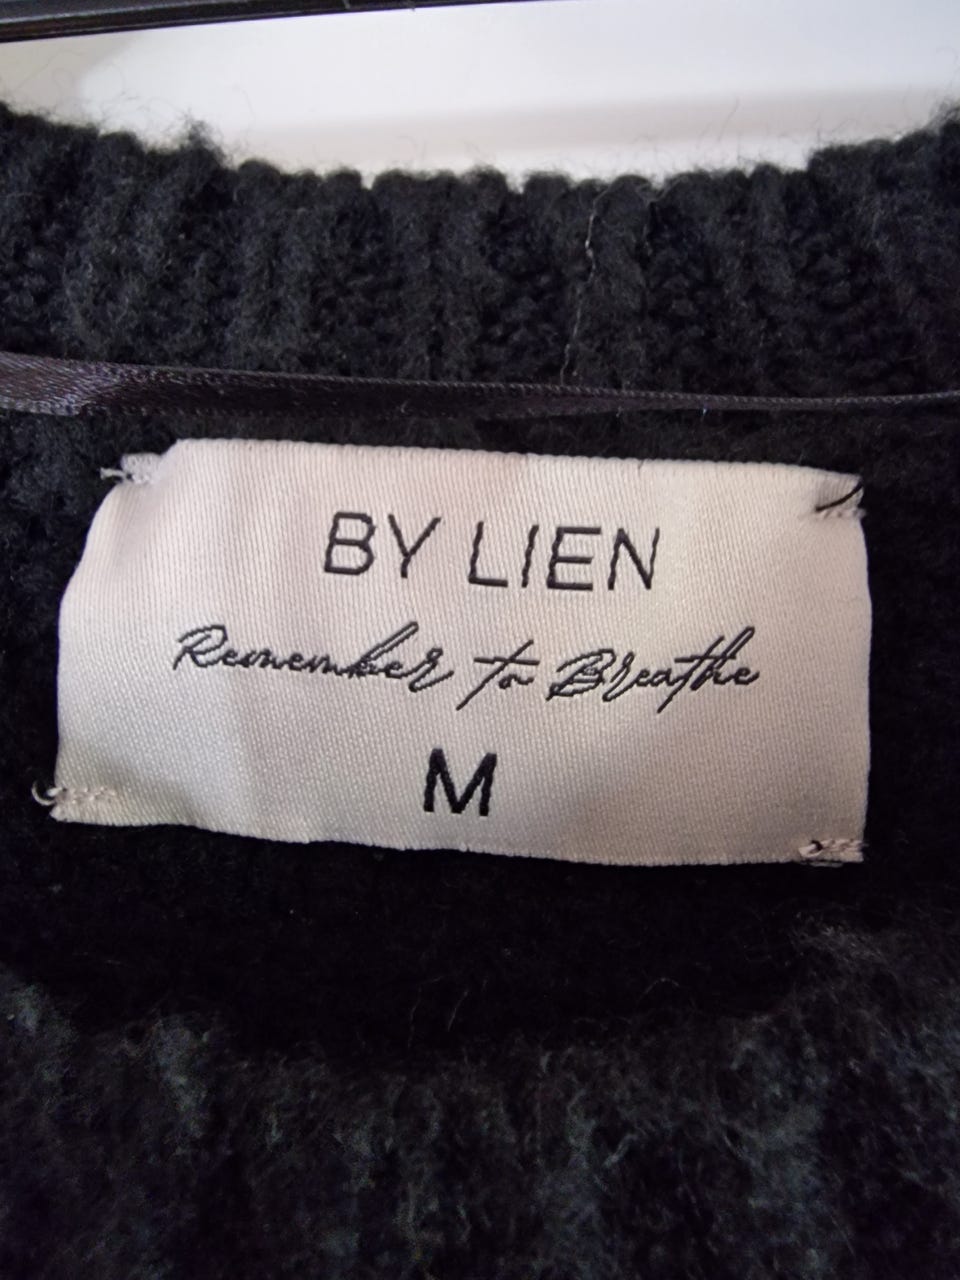 BY LIEN
Remember to Breathe
M